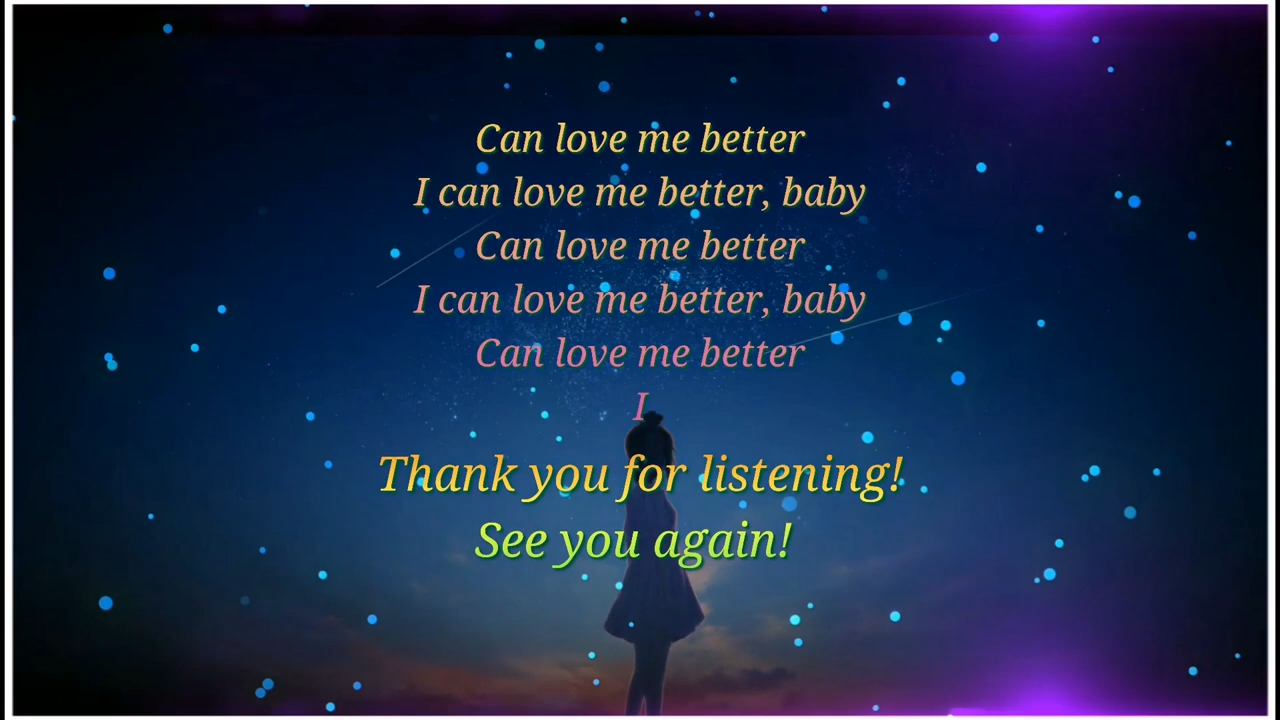 Can love me better
I can love me better, baby
Can love me better
I can love me better, baby
Can love me better
I
Thank you for listening!
See you again!